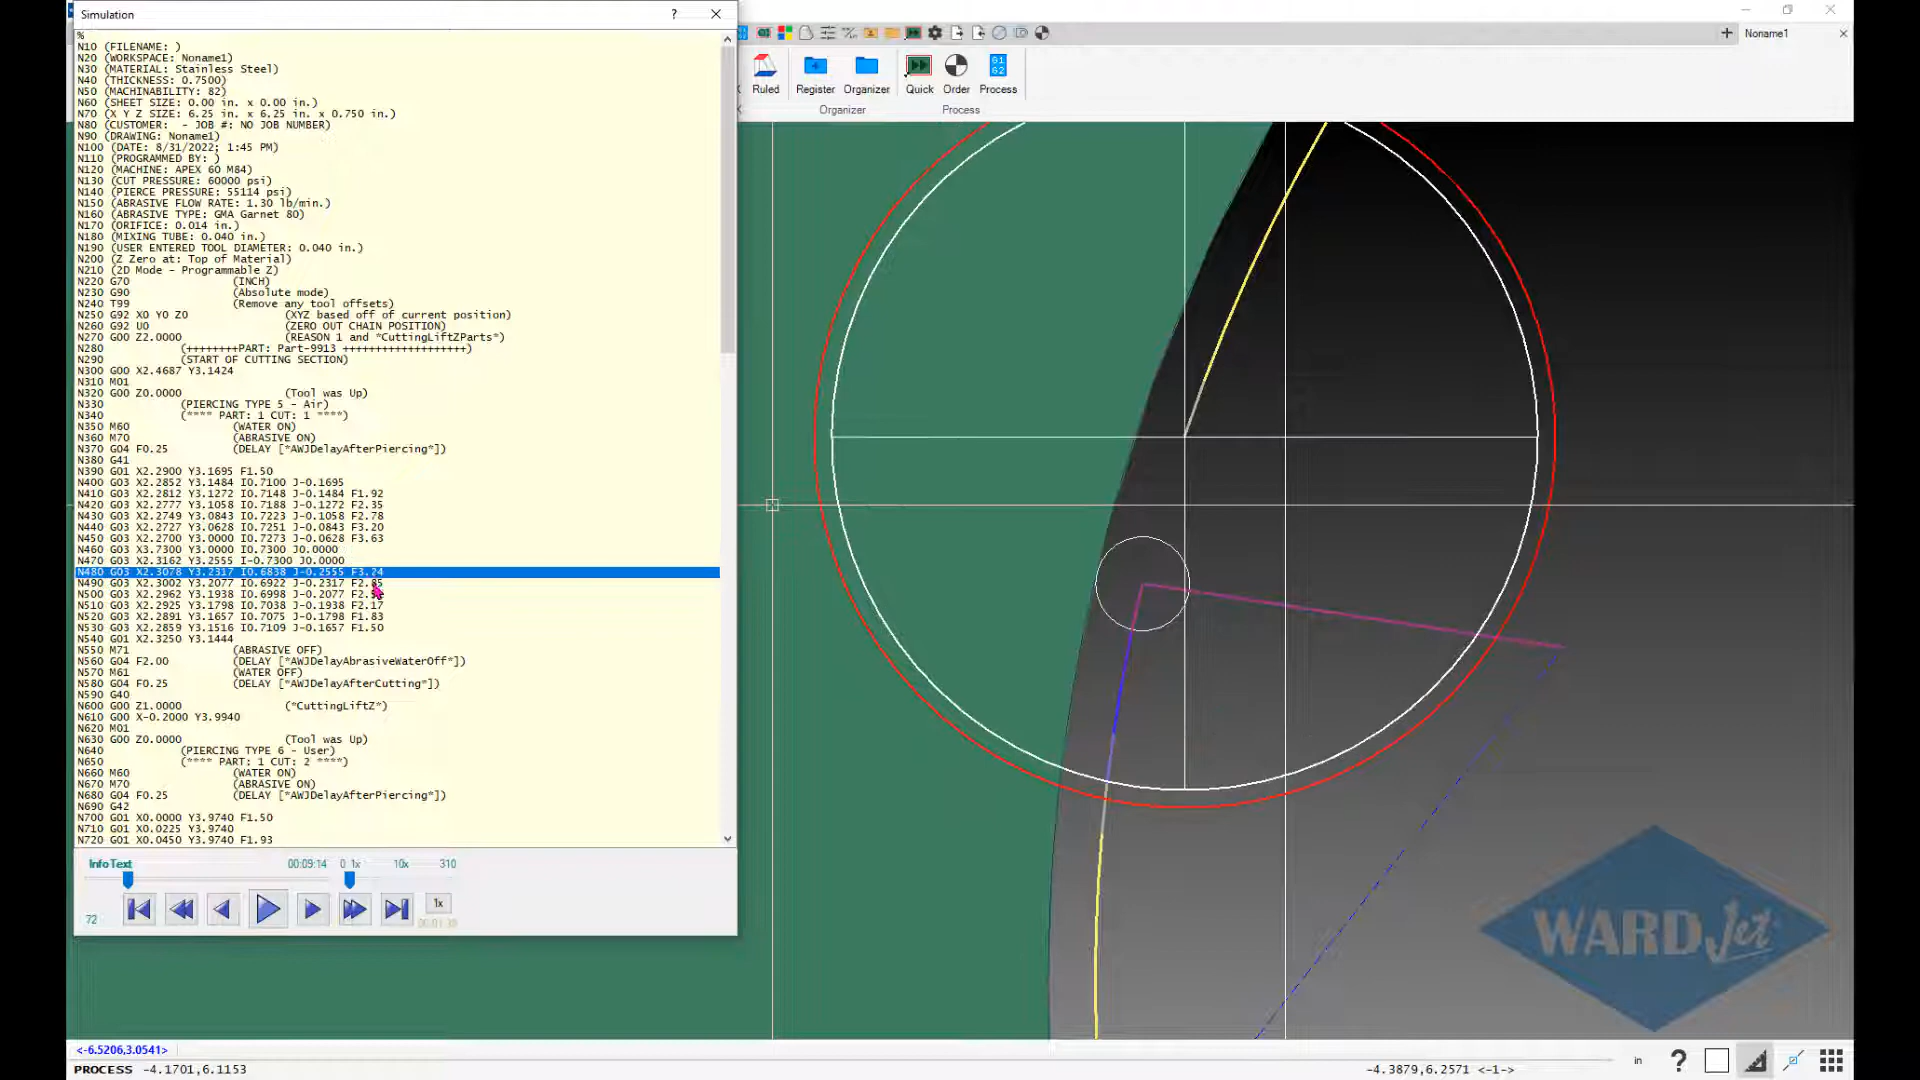 Simulation
?
%
N10 (FILENAME: )
N20 (WORKSPACE: Noname1)
N30 (MATERIAL: Stainless Steel)
N40 (THICKNESS: 0.7500)
N50 (MACHINABILITY: 82)
N60 (SHEET SIZE: 0.00 in. x 0.00 in.)
N70 (X Y Z SIZE: 6.25 in. x 6.25 in. x 0.750 in.)
N80 (CUSTOMER:  - JOB #: NO JOB NUMBER)
N90 (DRAWING: Noname1)
N100 (DATE: 8/31/2022; 1:45 PM)
N110 (PROGRAMMED BY: )
N120 (MACHINE: APEX 60 M84)
N130 (CUT PRESSURE: 60000 psi)
N140 (PIERCE PRESSURE: 55114 psi)
N150 (ABRASIVE FLOW RATE: 1.30 lb/min.)
N160 (ABRASIVE TYPE: GMA Garnet 80)
N170 (ORIFICE: 0.014 in.)
N180 (MIXING TUBE: 0.040 in.)
N190 (USER ENTERED TOOL DIAMETER: 0.040 in.)
N200 (Z Zero at: Top of Material)
N210 (2D Mode - Programmable Z)
N220 G70 (INCH)
N230 G90 (Absolute mode)
N240 T99 (Remove any tool offsets)
N250 G92 X0 Y0 Z0 (XYZ based off of current position)
N260 G92 U0 (ZERO OUT CHAIN POSITION)
N270 G00 Z2.0000 (REASON 1 and *CuttingLiftZParts*)
N280 (++++++++PART: Part-9913 +++++++++++++++++++)
N290 (START OF CUTTING SECTION)
N300 G00 X2.4687 Y3.1424
N310 M01
N320 G00 Z0.0000 (Tool was Up)
N330 (PIERCING TYPE 5 - Air)
N340 (**** PART: 1 CUT: 1 ****)
N350 M60 (WATER ON)
N360 M70 (ABRASIVE ON)
N370 G04 F0.25 (DELAY [*AWJDelayAfterPiercing*])
N380 G41
N390 G01 X2.2900 Y3.1695 F1.50
N400 G03 X2.2852 Y3.1484 I0.7100 J-0.1695
N410 G03 X2.2812 Y3.1272 I0.7148 J-0.1484 F1.92
N420 G03 X2.2777 Y3.1058 I0.7188 J-0.1272 F2.35
N430 G03 X2.2749 Y3.0843 I0.7223 J-0.1058 F2.78
N440 G03 X2.2727 Y3.0628 I0.7251 J-0.0843 F3.20
N450 G03 X2.2700 Y3.0000 I0.7273 J-0.0628 F3.63
N460 G03 X3.7300 Y3.0000 I0.7300 J0.0000
N470 G03 X2.3162 Y3.2555 I-0.7300 J0.0000
N480 G03 X2.3078 Y3.2317 I0.6838 J-0.2555 F3.24
N490 G03 X2.3002 Y3.2077 I0.6922 J-0.2317 F2.85
N500 G03 X2.2962 Y3.1938 I0.6998 J-0.2077
N510 G03 X2.2925 Y3.1798 I0.7038 J-0.1938 F2.17
N520 G03 X2.2891 Y3.1657 I0.7075 J-0.1798 F1.83
N530 G03 X2.2859 Y3.1516 I0.7109 J-0.1657 F1.50
N540 G01 X2.3250 Y3.1444
N550 M71 (ABRASIVE OFF)
N560 G04 F2.00 (DELAY [*AWJDelayAbrasiveWaterOff*])
N570 M61 (WATER OFF)
N580 G04 F0.25 (DELAY [*AWJDelayAfterCutting*])
N590 G40
N600 G00 Z1.0000 (*CuttingLiftZ*)
N610 G00 X-0.2000 Y3.9940
N620 M01
N630 G00 Z0.0000 (Tool was Up)
N640 (PIERCING TYPE 6 - User)
N650 (**** PART: 1 CUT: 2 ****)
N660 M60 (WATER ON)
N670 M70 (ABRASIVE ON)
N680 G04 F0.25 (DELAY [*AWJDelayAfterPiercing*])
N690 G42
N700 G01 X0.0000 Y3.9740 F1.50
N710 G01 X0.0225 Y3.9740
N720 G01 X0.0450 Y3.9740 F1.93
Info Text 00:09:14 0 1x 10x 310
1x
72
Noname1
Ruled Register Organizer Quick Order Process
G1
G2
Organizer Process
WARDJet
<-6.5206,3.0541>
PROCESS -4.1701,6.1153
-4.3879,6.2571 <-1->
in
?